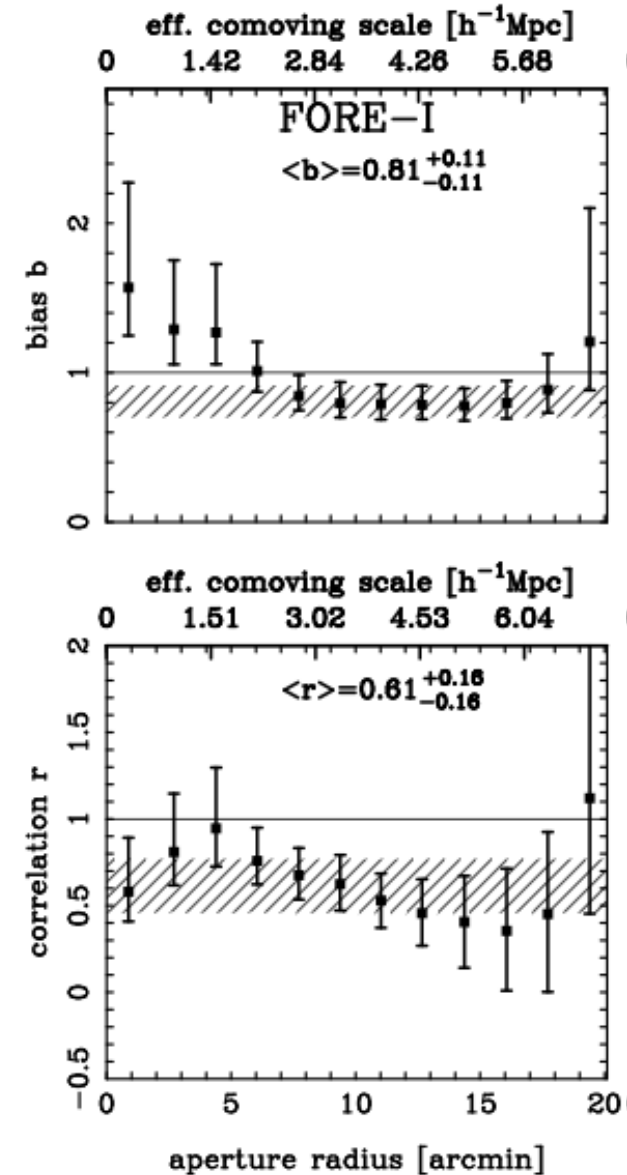 eff. comoving scale [h⁻¹Mpc]
0 1.42 2.84 4.26 5.68
FORE-I
<b>=0.81 +0.11 -0.11
2
1
0
bias b
eff. comoving scale [h⁻¹Mpc]
0 1.51 3.02 4.53 6.04
<r>=0.61 +0.16 -0.16
2
1.5
1
0.5
0
-0.5
correlation r
0 5 10 15 20
aperture radius [arcmin]